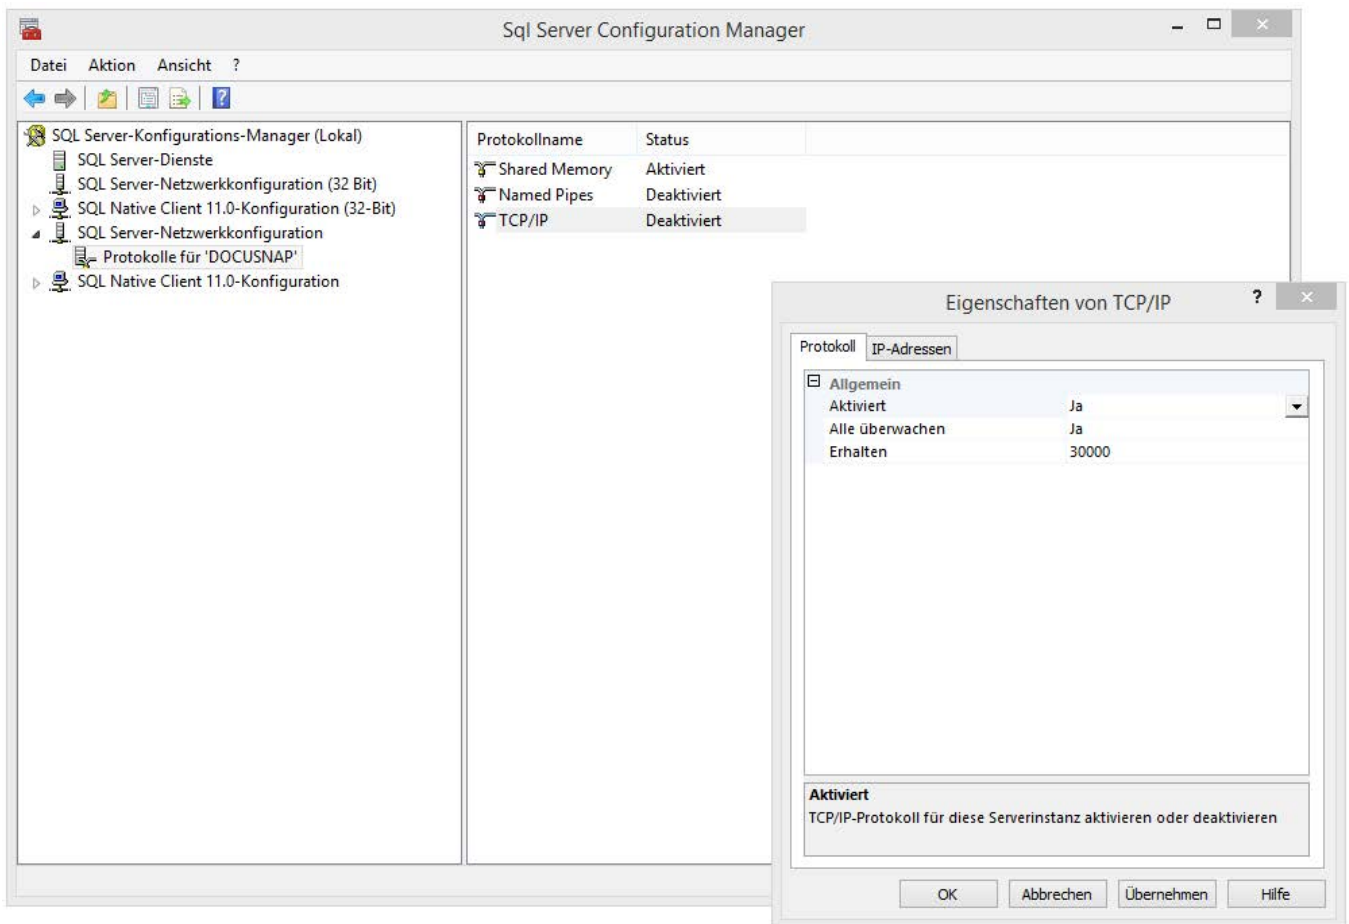 Sql Server Configuration Manager
Datei Aktion Ansicht ?
SQL Server-Konfigurations-Manager (Lokal)
SQL Server-Dienste
SQL Server-Netzwerkkonfiguration (32 Bit)
SQL Native Client 11.0-Konfiguration (32-Bit)
SQL Server-Netzwerkkonfiguration
Protokolle für 'DOCUSNAP'
SQL Native Client 11.0-Konfiguration
Protokollname Status
Shared Memory Aktiviert
Named Pipes Deaktiviert
TCP/IP Deaktiviert
Eigenschaften von TCP/IP ?
Protokoll IP-Adressen
Allgemein
Aktiviert Ja
Alle überwachen Ja
Erhalten 30000
Aktiviert
TCP/IP-Protokoll für diese Serverinstanz aktivieren oder deaktivieren
OK Abbrechen Übernehmen Hilfe